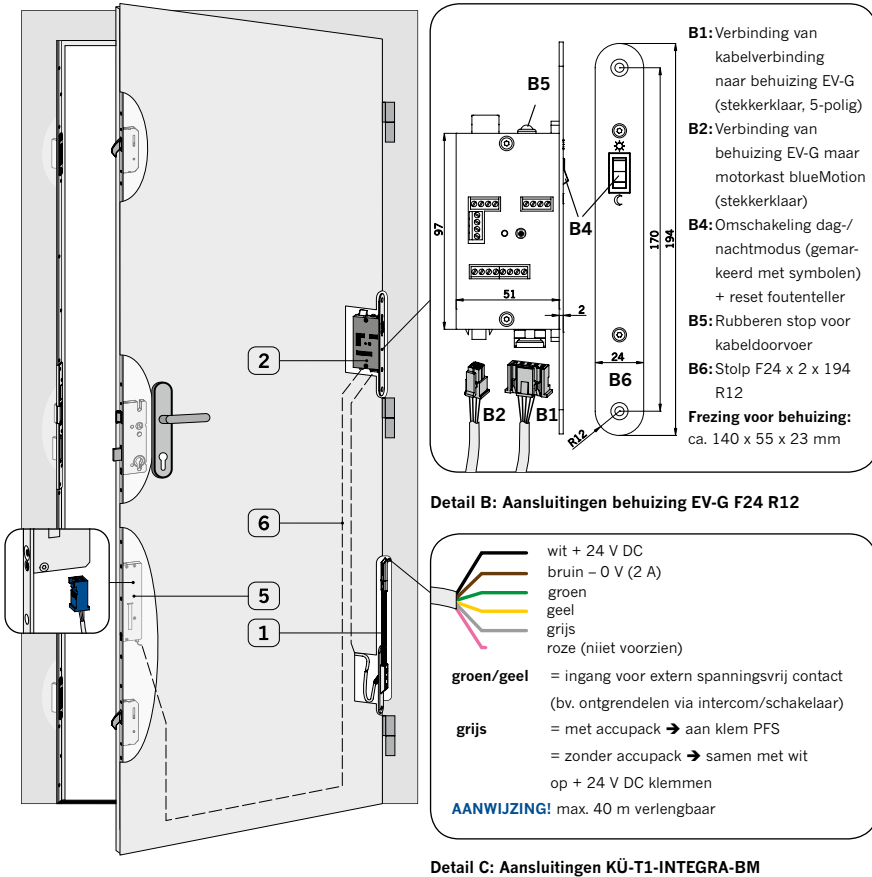 2
6
5
1
B5
B4
97
51
2
B2
B1
170
194
24
B6
R12
B1: Verbinding van
kabelverbinding
naar behuizing EV-G
(stekkerklaar, 5-polig)
B2: Verbinding van
behuizing EV-G maar
motorkast blueMotion
(stekkerklaar)
B4: Omschakeling dag-/
nachtmodus (gemar-
keerd met symbolen)
+ reset foutenteller
B5: Rubberen stop voor
kabeldoorvoer
B6: Stolp F24 x 2 x 194
R12
Frezing voor behuizing:
ca. 140 x 55 x 23 mm
Detail B: Aansluitingen behuizing EV-G F24 R12
wit + 24 V DC
bruin – 0 V (2 A)
groen
geel
grijs
roze (niiet voorzien)
groen/geel = ingang voor extern spanningsvrij contact
(bv. ontgrendelen via intercom/schakelaar)
grijs = met accupack ➔ aan klem PFS
= zonder accupack ➔ samen met wit
op + 24 V DC klemmen
AANWIJZING! max. 40 m verlengbaar
Detail C: Aansluitingen KÜ-T1-INTEGRA-BM